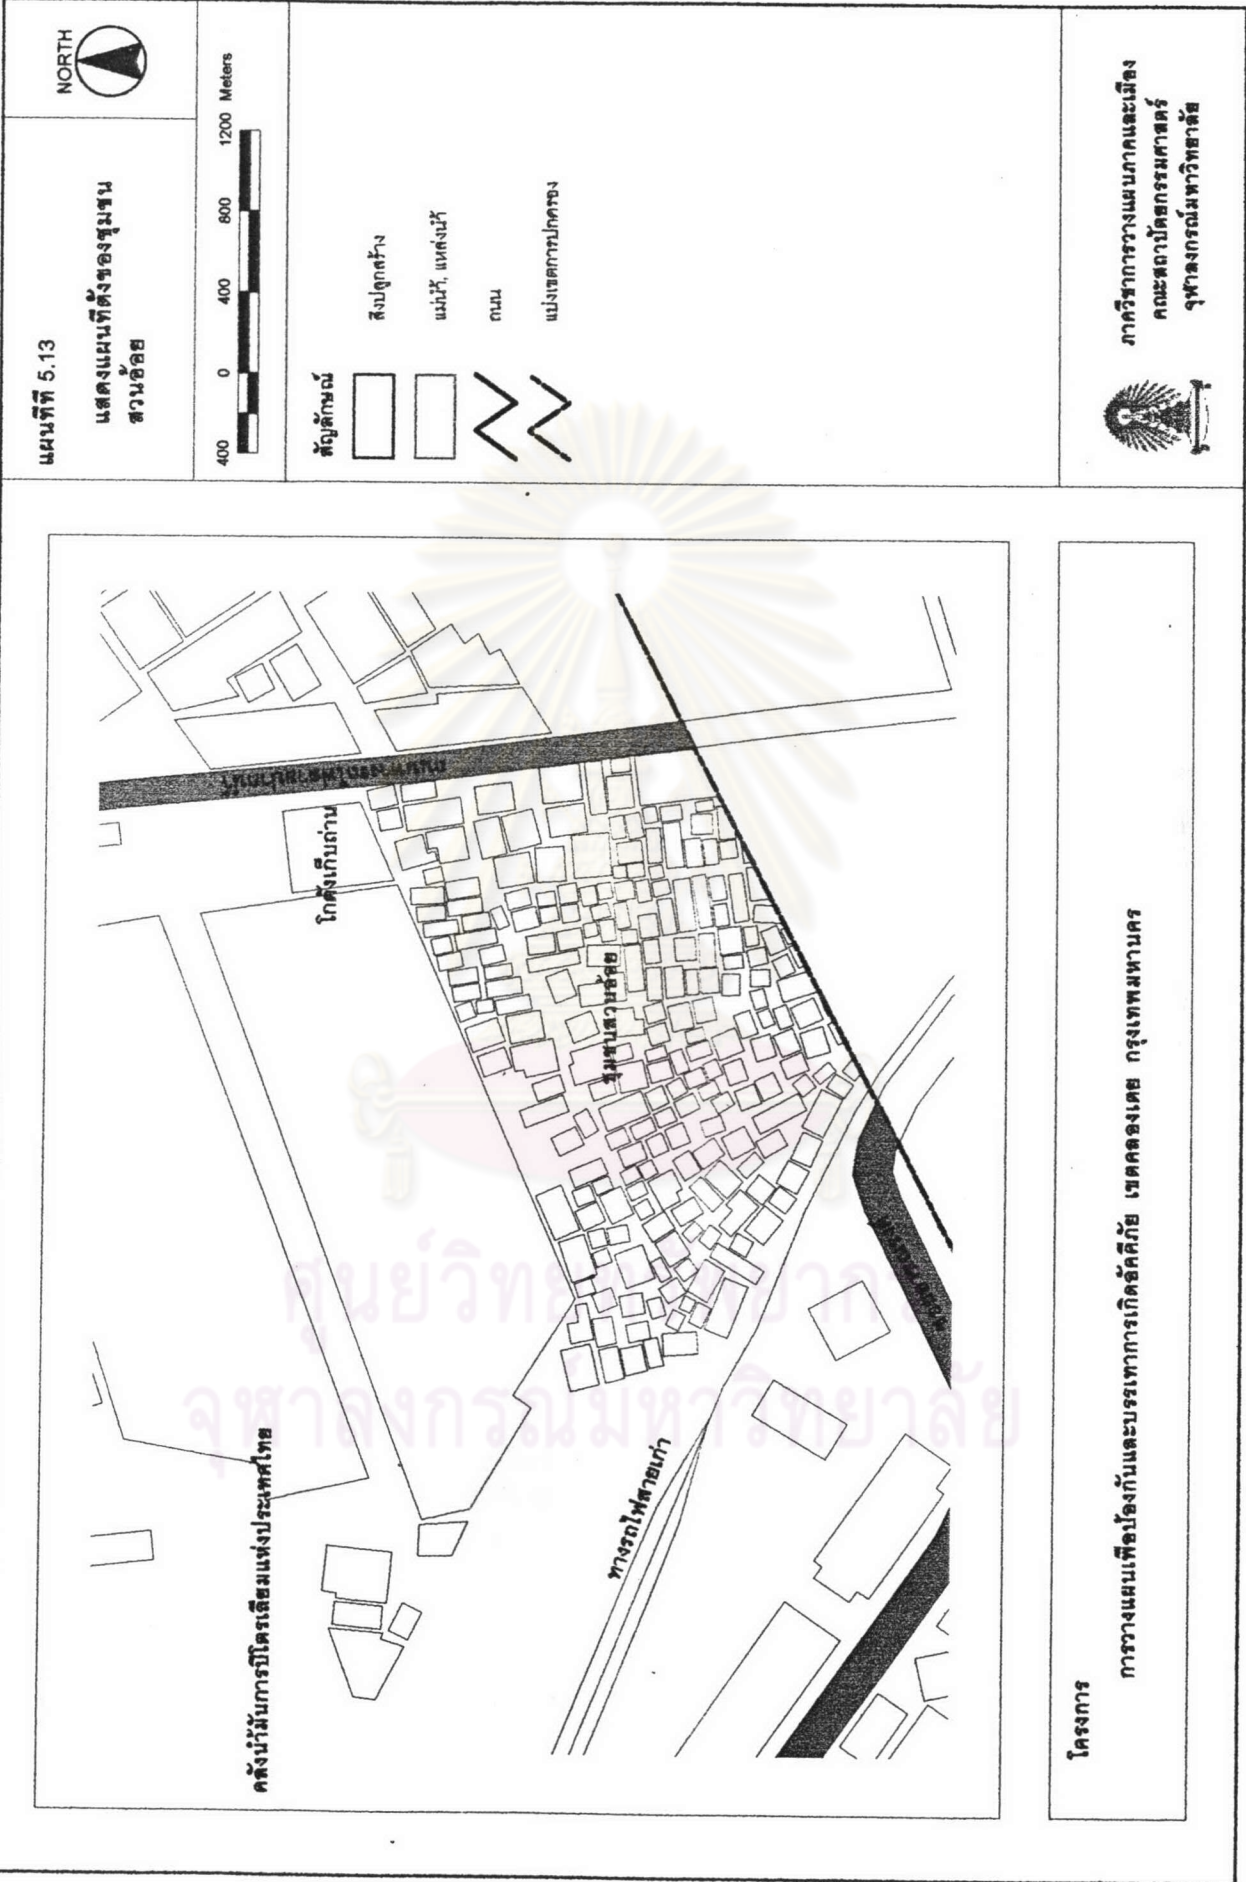 แผนที่ที่ 5.13
แสดงแผนที่ตั้งของชุมชน
สวนอ้อย
NORTH
400 0 400 800 1200 Meters
สัญลักษณ์
สิ่งปลูกสร้าง
แม่น้ำ, แหล่งน้ำ
ถนน
แบ่งเขตการปกครอง
ภาควิชาการวางแผนภาคและเมือง
คณะสถาปัตยกรรมศาสตร์
จุฬาลงกรณ์มหาวิทยาลัย
คลังน้ำมันการปิโตรเลียมแห่งประเทศไทย
โกดังเก็บถ่าน
ชุมชนสวนอ้อย
ทางรถไฟสายเก่า
ศูนย์วิทยทรัพยากร
จุฬาลงกรณ์มหาวิทยาลัย
โครงการ
การวางแผนเพื่อป้องกันและบรรเทาการเกิดอัคคีภัย เขตคลองเตย กรุงเทพมหานคร